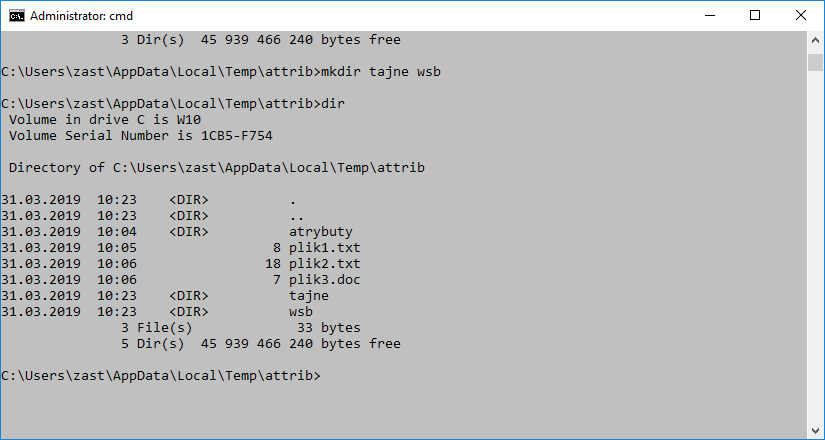 Administrator: cmd
               3 Dir(s)  45 939 466 240 bytes free
C:\Users\zast\AppData\Local\Temp\attrib>mkdir tajne wsb
C:\Users\zast\AppData\Local\Temp\attrib>dir
 Volume in drive C is W10
 Volume Serial Number is 1CB5-F754
 Directory of C:\Users\zast\AppData\Local\Temp\attrib
31.03.2019  10:23    <DIR>          .
31.03.2019  10:23    <DIR>          ..
31.03.2019  10:04    <DIR>          atrybuty
31.03.2019  10:05                 8 plik1.txt
31.03.2019  10:06                18 plik2.txt
31.03.2019  10:06                 7 plik3.doc
31.03.2019  10:23    <DIR>          tajne
31.03.2019  10:23    <DIR>          wsb
               3 File(s)             33 bytes
               5 Dir(s)  45 939 466 240 bytes free
C:\Users\zast\AppData\Local\Temp\attrib>